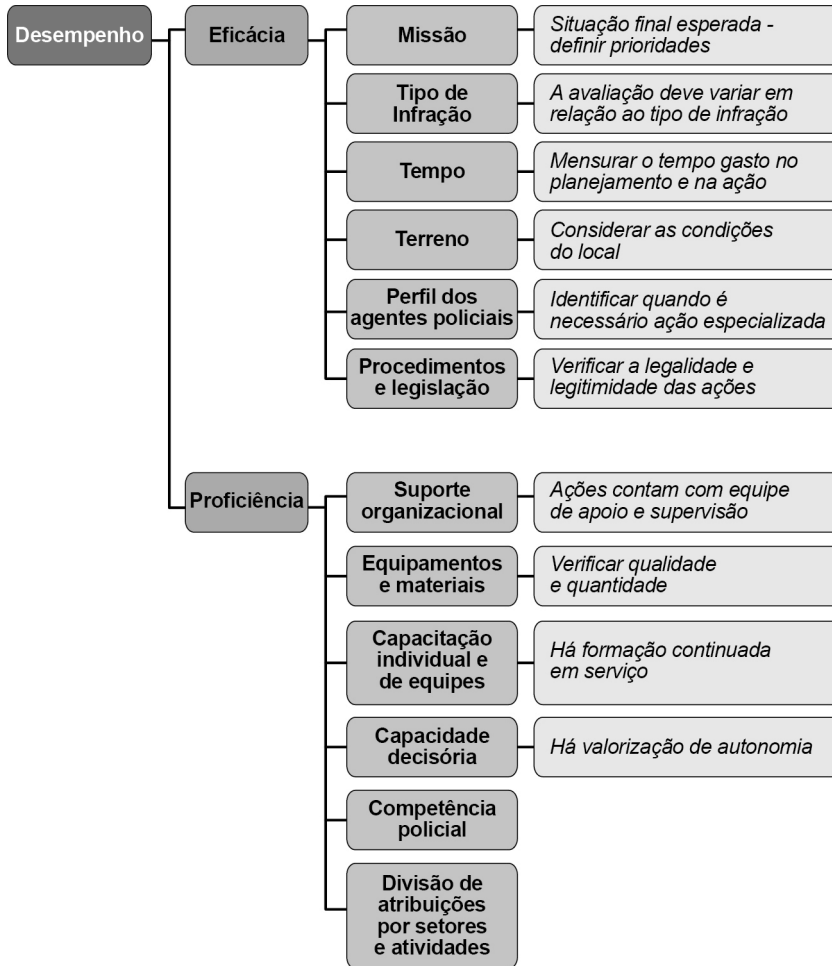 Desempenho
Eficácia
Missão
Situação final esperada -
definir prioridades
Tipo de
Infração
A avaliação deve variar em
relação ao tipo de infração
Tempo
Mensurar o tempo gasto no
planejamento e na ação
Terreno
Considerar as condições
do local
Perfil dos
agentes policiais
Identificar quando é
necessário ação especializada
Procedimentos
e legislação
Verificar a legalidade e
legitimidade das ações
Proficiência
Suporte
organizacional
Ações contam com equipe
de apoio e supervisão
Equipamentos
e materiais
Verificar qualidade
e quantidade
Capacitação
individual e
de equipes
Há formação continuada
em serviço
Capacidade
decisória
Há valorização de autonomia
Competência
policial
Divisão de
atribuições
por setores
e atividades